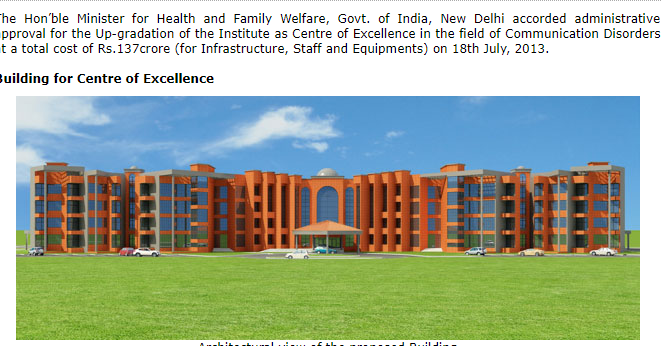 The Hon'ble Minister for Health and Family Welfare, Govt. of India, New Delhi accorded administrative
approval for the Up-gradation of the Institute as Centre of Excellence in the field of Communication Disorders
at a total cost of Rs.137crore (for Infrastructure, Staff and Equipments) on 18th July, 2013.
Building for Centre of Excellence
Architectural view of the proposed Building